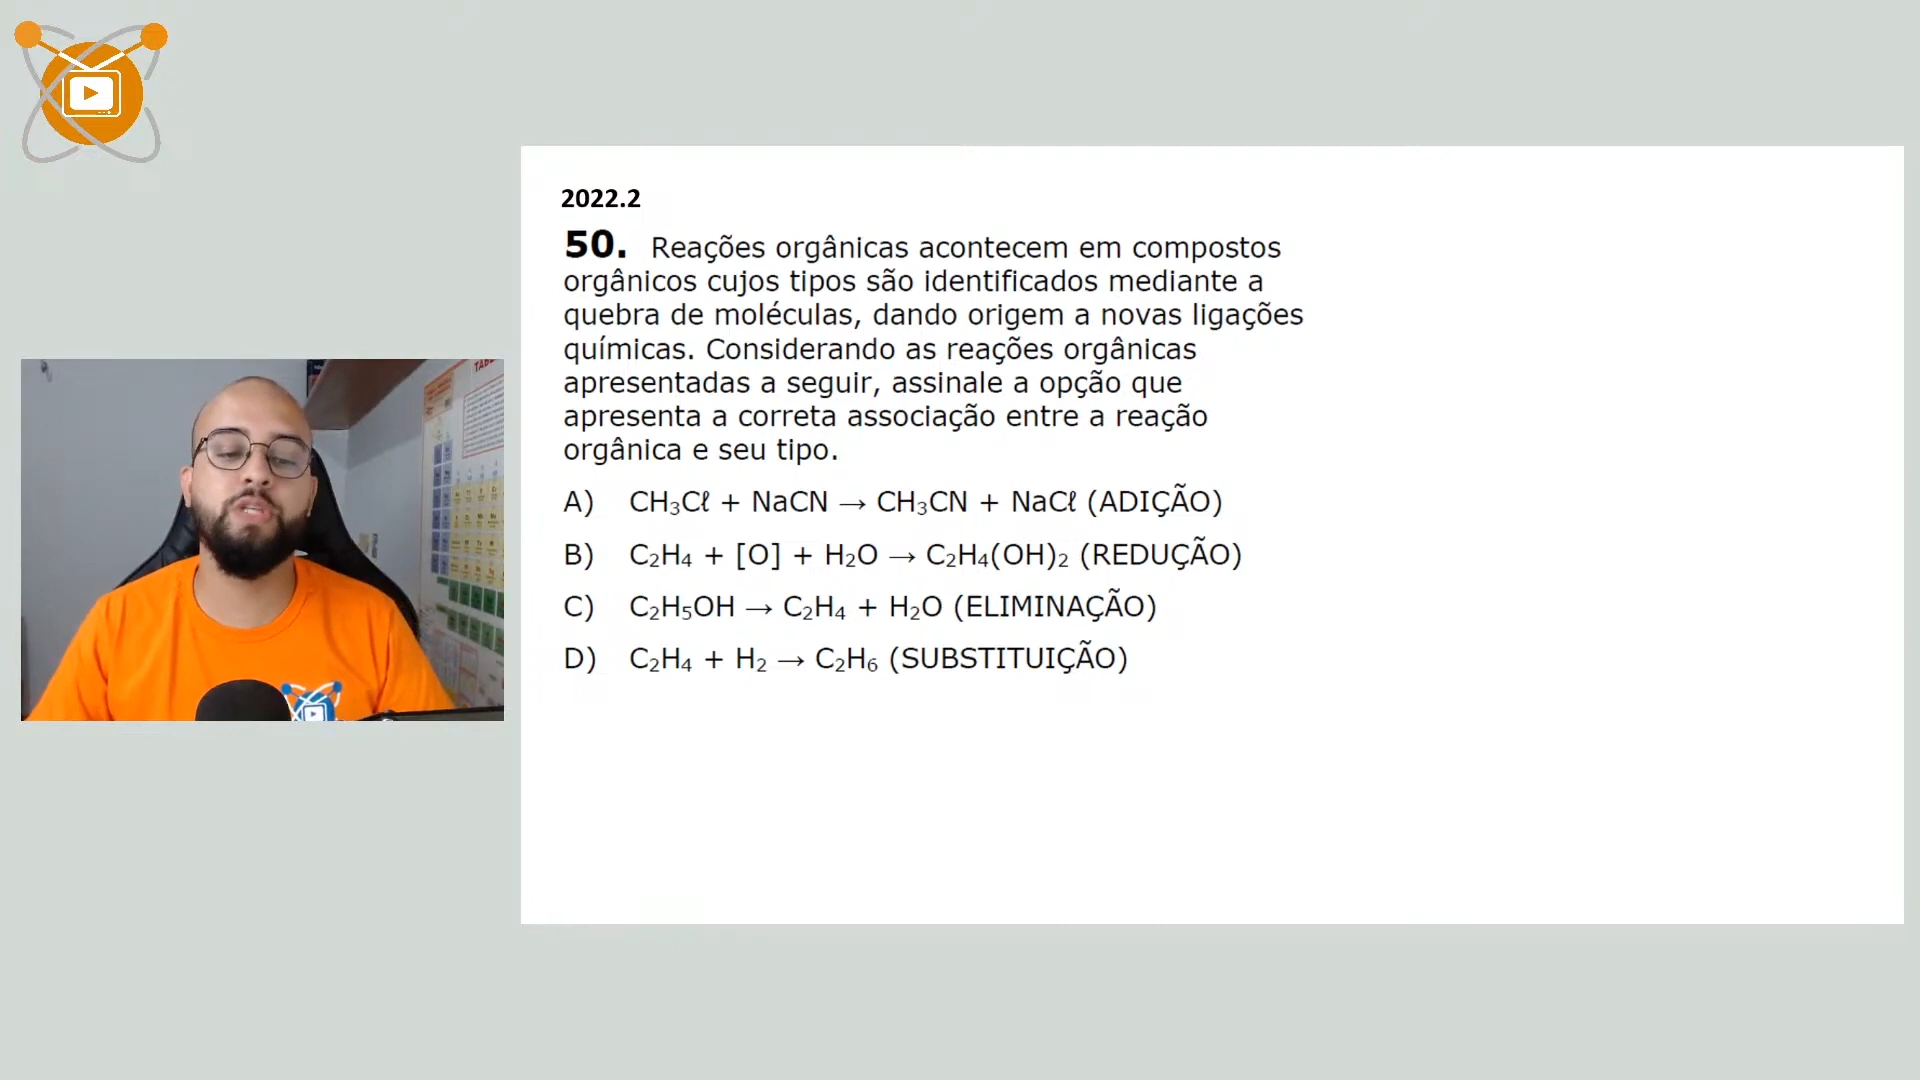 2022.2
50. Reações orgânicas acontecem em compostos
orgânicos cujos tipos são identificados mediante a
quebra de moléculas, dando origem a novas ligações
químicas. Considerando as reações orgânicas
apresentadas a seguir, assinale a opção que
apresenta a correta associação entre a reação
orgânica e seu tipo.
A) CH₃Cℓ + NaCN → CH₃CN + NaCℓ (ADIÇÃO)
B) C₂H₄ + [O] + H₂O → C₂H₄(OH)₂ (REDUÇÃO)
C) C₂H₅OH → C₂H₄ + H₂O (ELIMINAÇÃO)
D) C₂H₄ + H₂ → C₂H₆ (SUBSTITUIÇÃO)